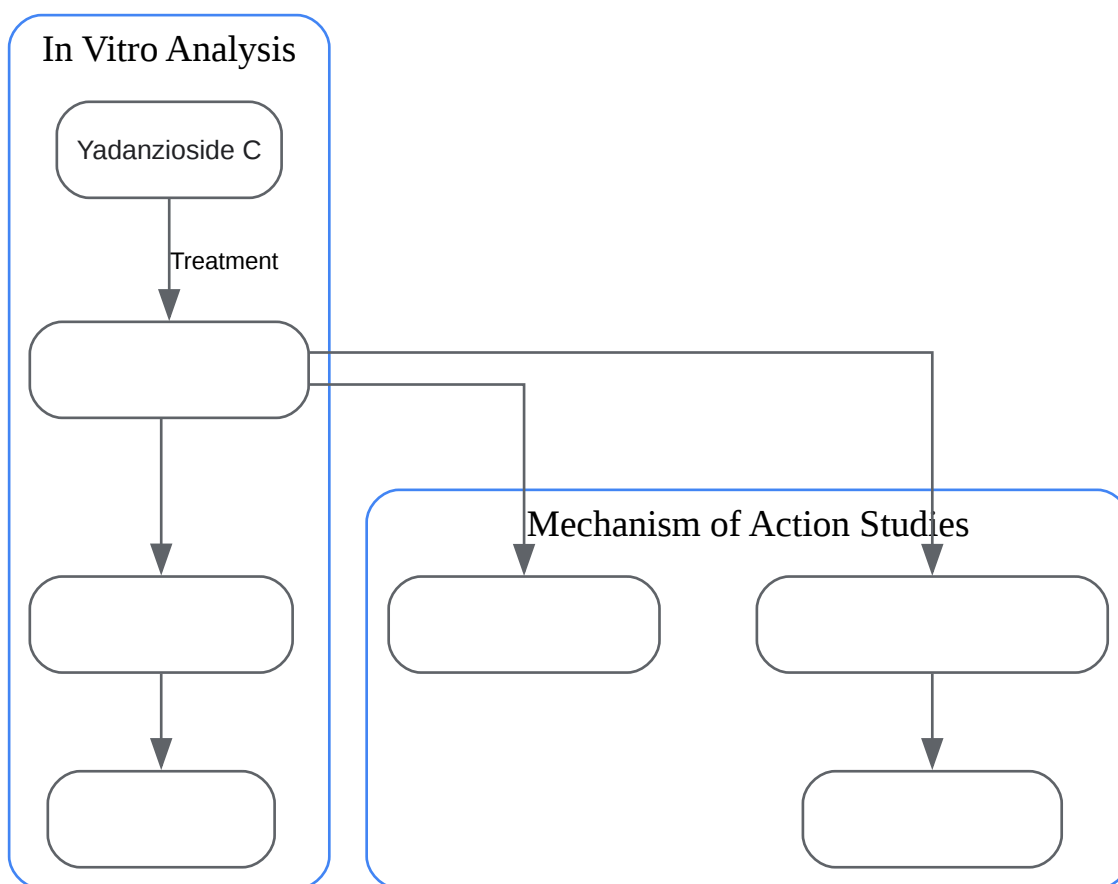 In Vitro Analysis
Yadanzioside C
Treatment
Mechanism of Action Studies